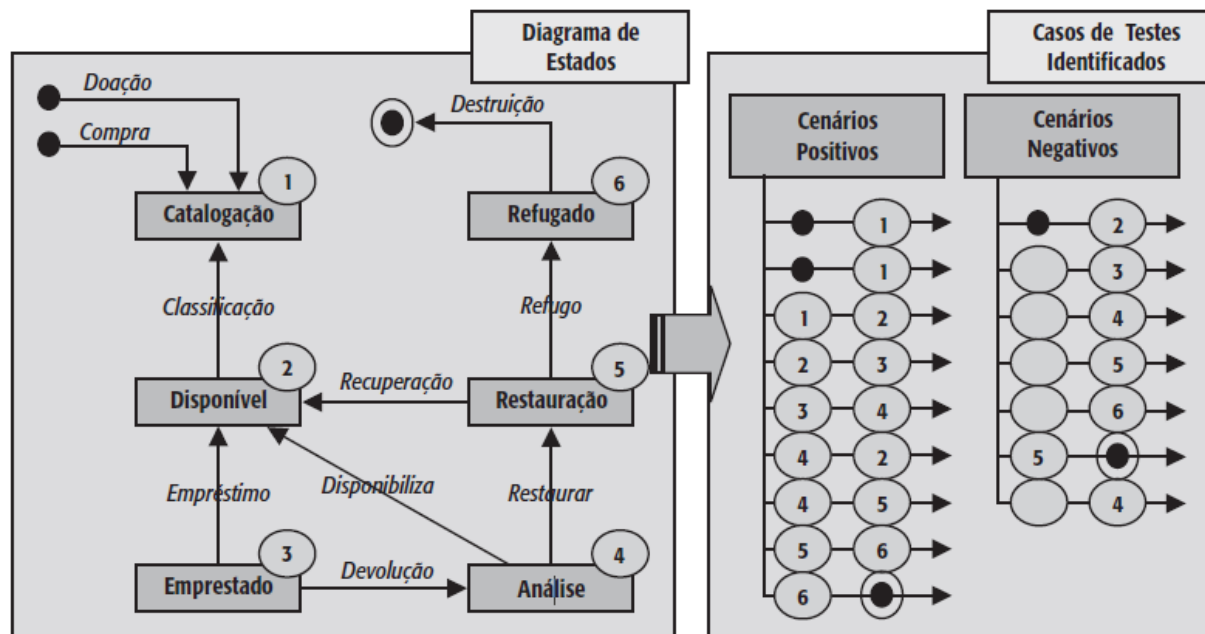 Diagrama de
Estados
Doação
Compra
Destruição
1
Catalogação
6
Refugado
Classificação
Refugo
2
Disponível
Recuperação
5
Restauração
Empréstimo
Disponibiliza
Restaurar
3
Emprestado
Devolução
4
Análise
Casos de Testes
Identificados
Cenários
Positivos
1
1
1 2
2 3
3 4
4 2
4 5
5 6
6
Cenários
Negativos
2
3
4
5
6
5
4